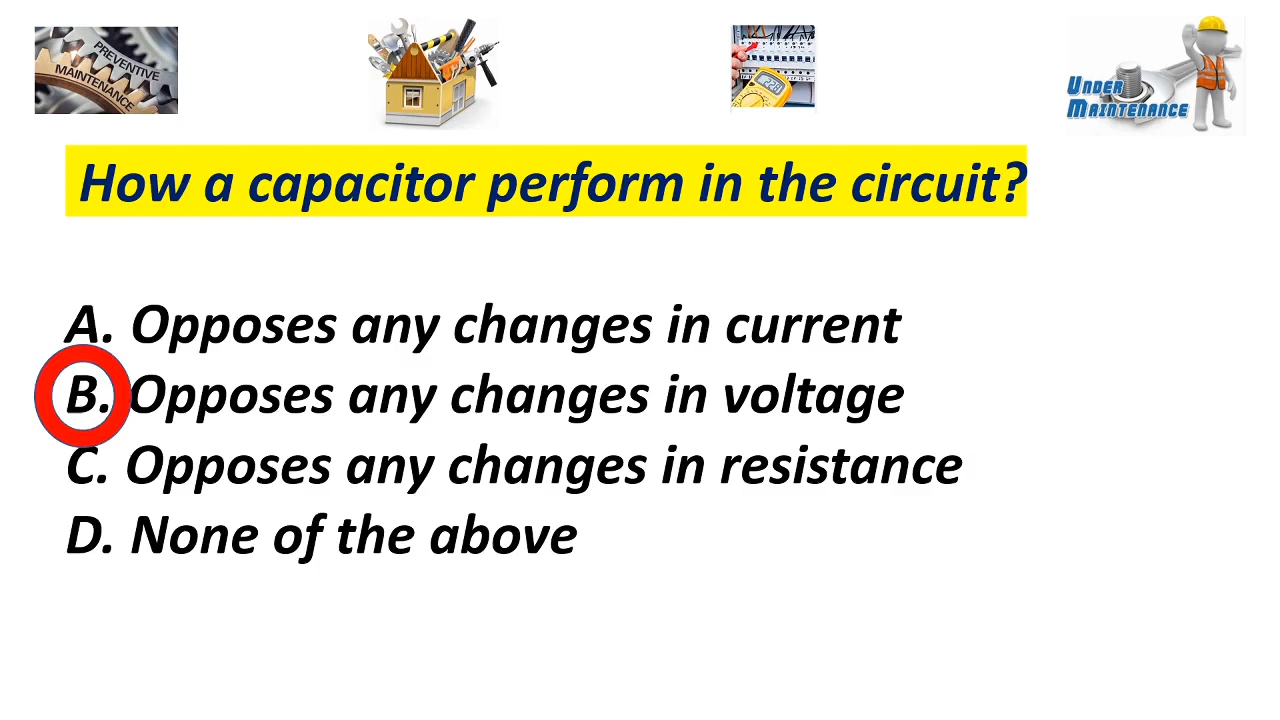 PREVENTIVE
MAINTENANCE
UNDER
MAINTENANCE
How a capacitor perform in the circuit?
A. Opposes any changes in current
B. Opposes any changes in voltage
C. Opposes any changes in resistance
D. None of the above